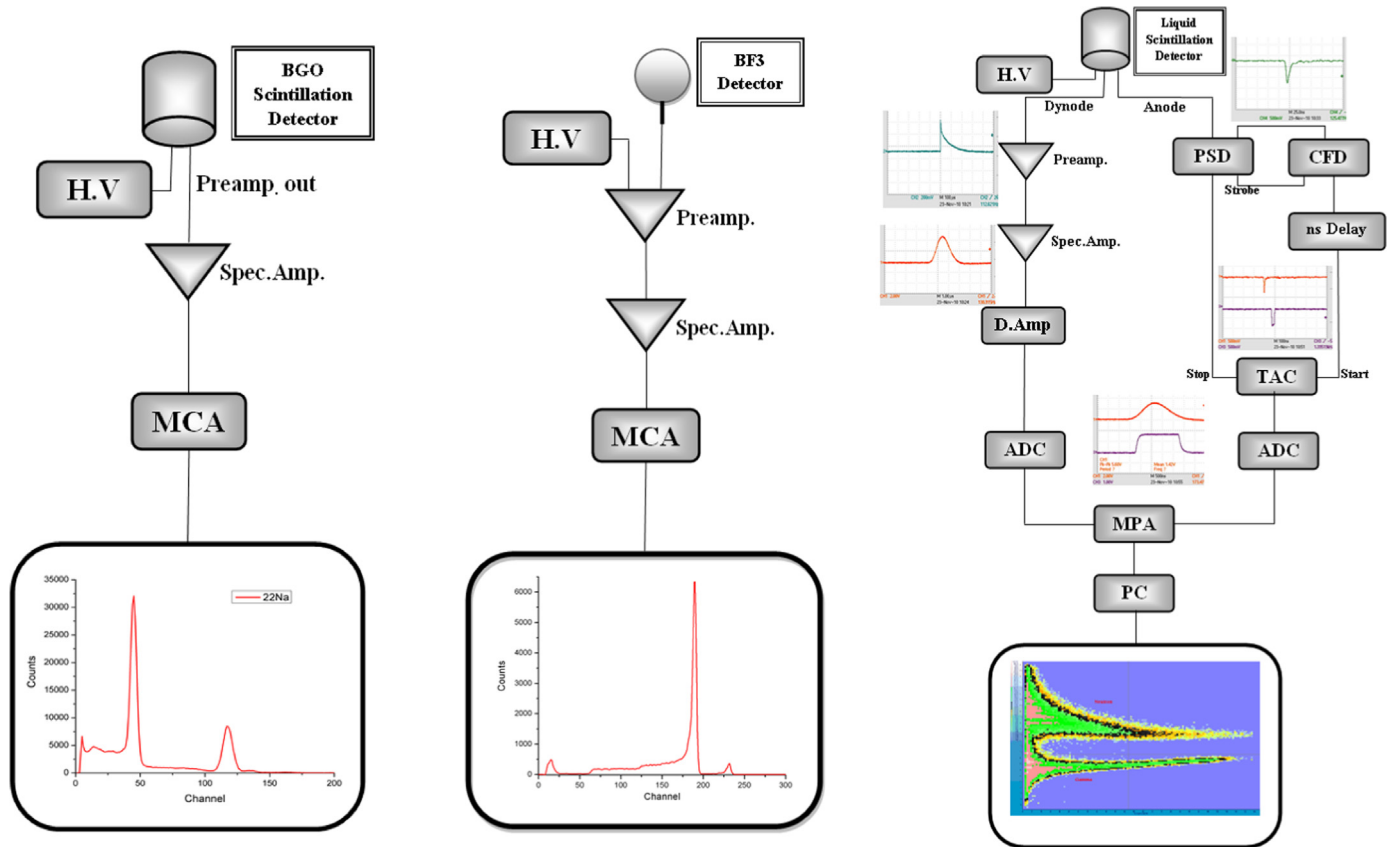 BGO
Scintillation
Detector
H.V
Preamp. out
Spec.Amp.
MCA
35000
30000
25000
20000
15000
10000
5000
0
Counts
22Na
0 50 100 150 200
Channel
BF3
Detector
H.V
Preamp.
Spec.Amp.
MCA
6000
5000
4000
3000
2000
1000
0
Counts
0 50 100 150 200 250 300
Channel
Liquid
Scintillation
Detector
H.V
Dynode
Anode
Preamp.
PSD
CFD
Strobe
ns Delay
Spec.Amp.
D.Amp
Stop
TAC
Start
ADC
ADC
MPA
PC